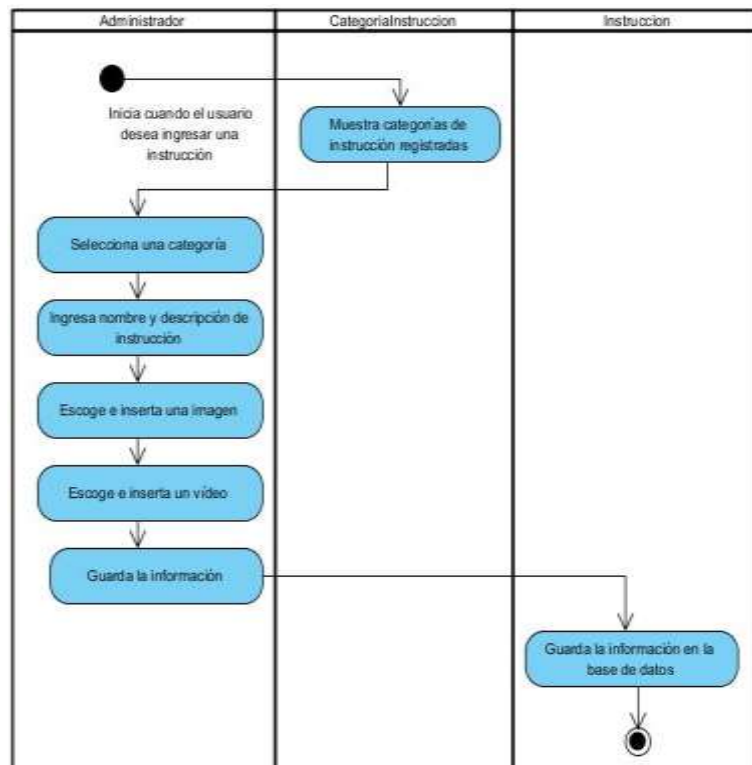 Administrador
CategoriaInstruccion
Instruccion
Inicia cuando el usuario
desea ingresar una
instrucción
Muestra categorías de
instrucción registradas
Selecciona una categoría
Ingresa nombre y descripción de
instrucción
Escoge e inserta una imagen
Escoge e inserta un vídeo
Guarda la información
Guarda la información en la
base de datos